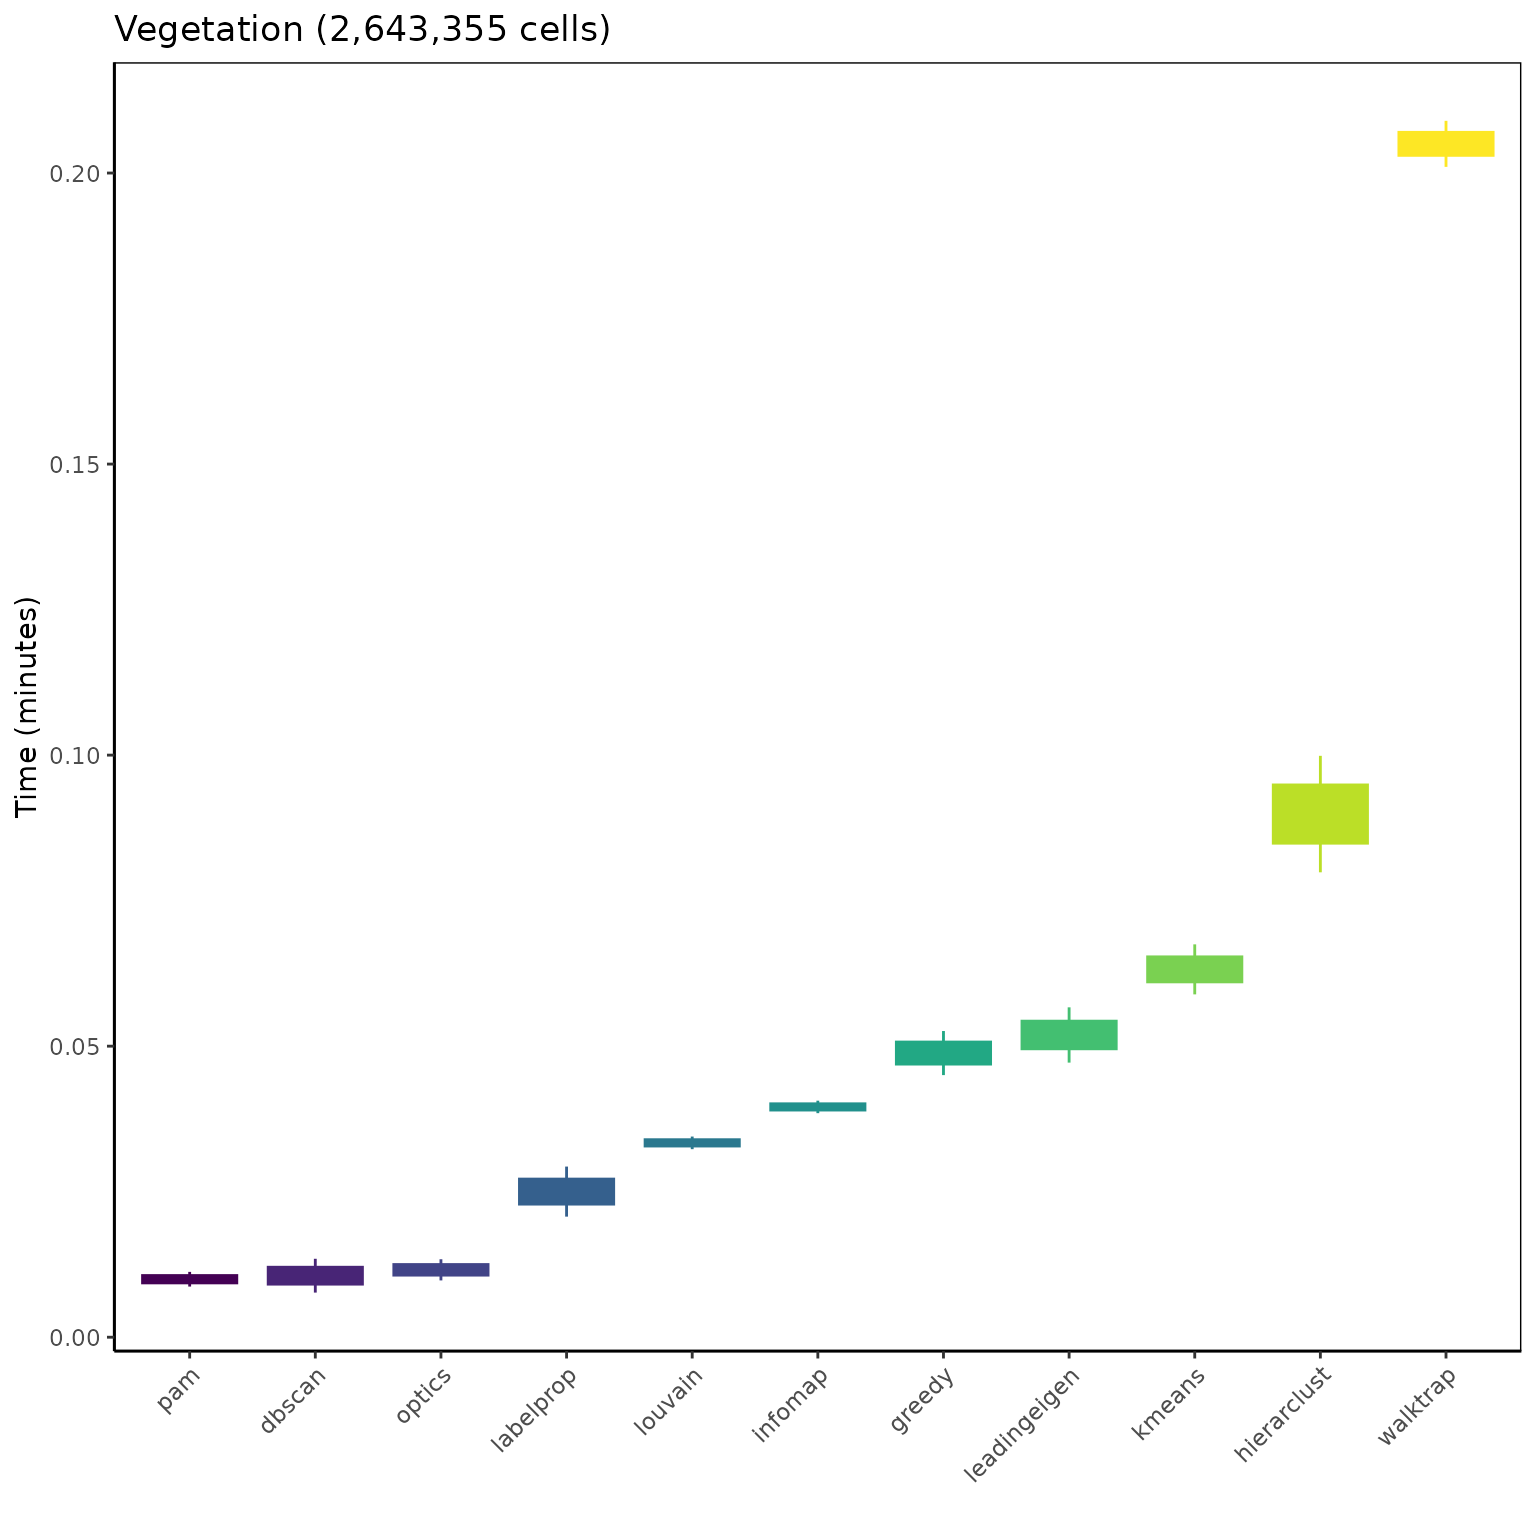 Vegetation (2,643,355 cells)
Time (minutes)
0.20
0.15
0.10
0.05
0.00
pam
dbscan
optics
labelprop
louvain
infomap
greedy
leadingeigen
kmeans
hierarclust
walktrap